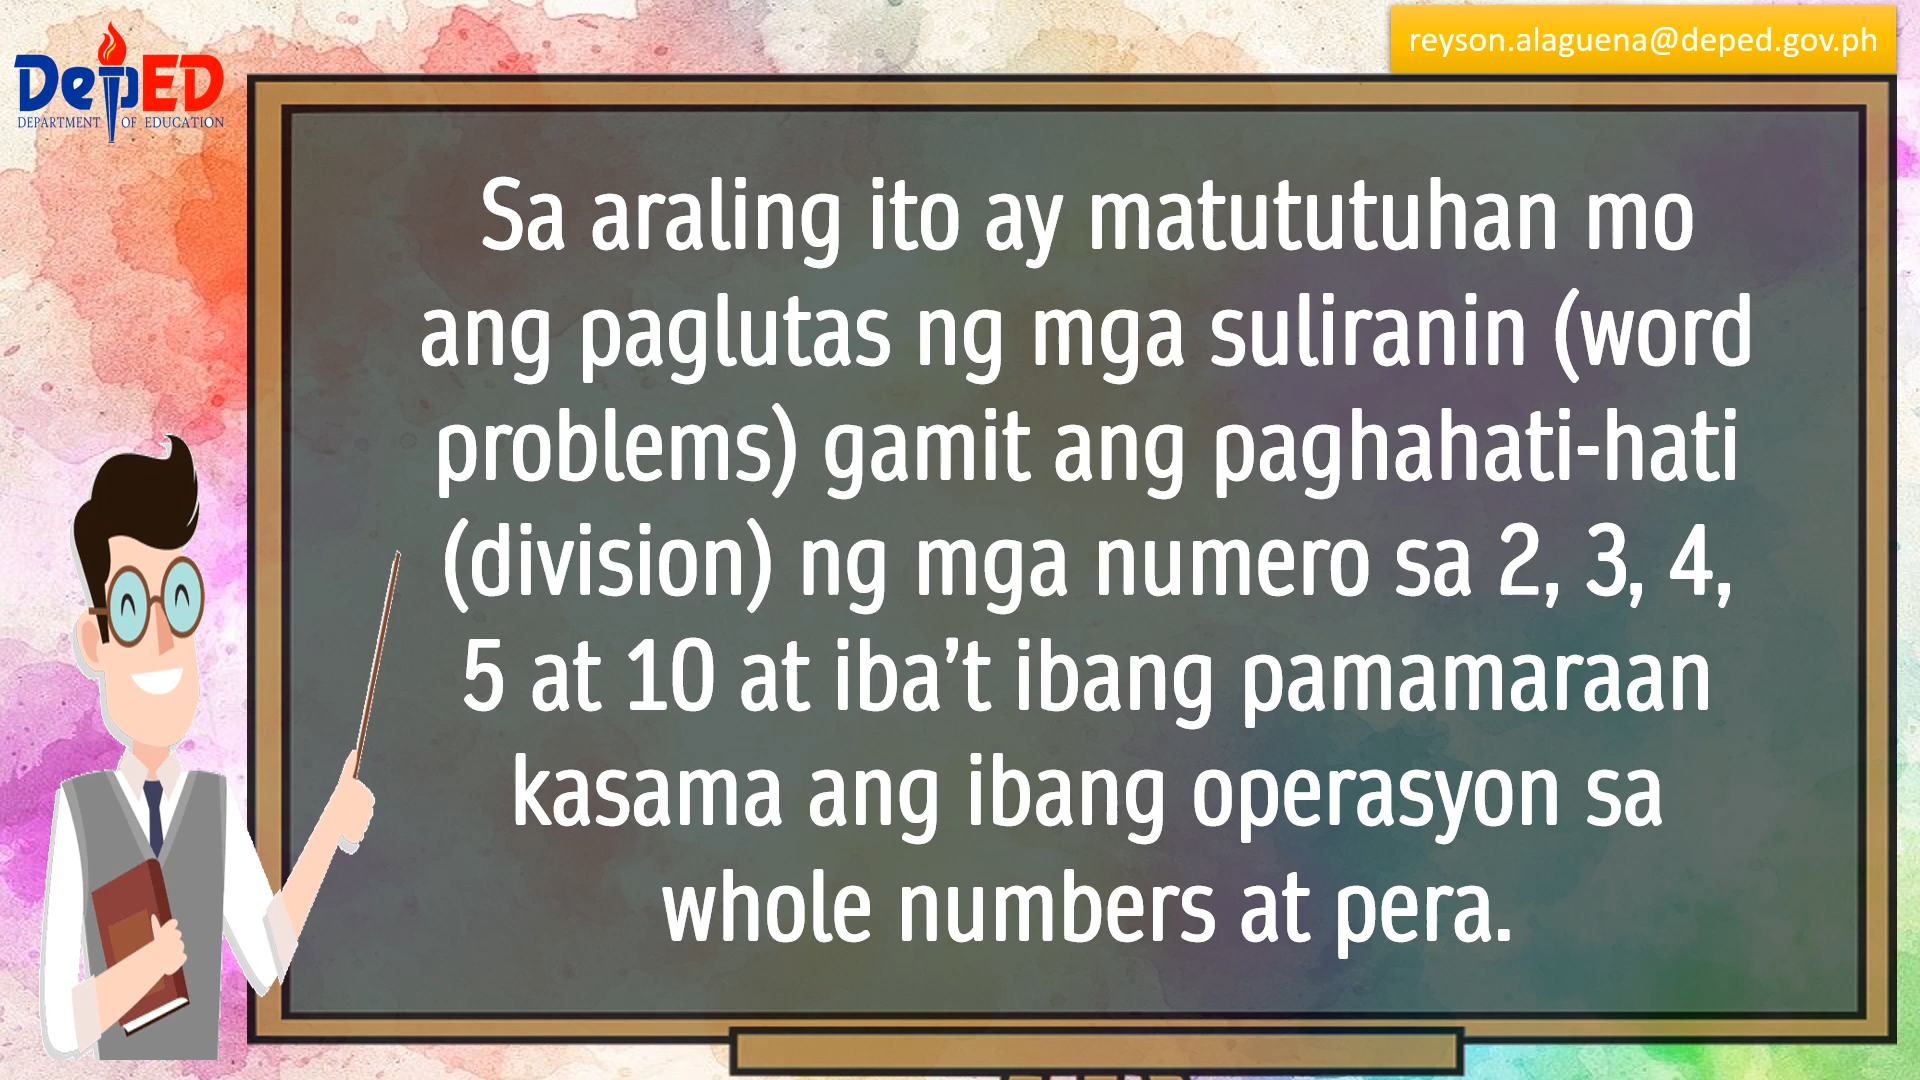 reyson.alaguena@deped.gov.ph
DepED
DEPARTMENT OF EDUCATION
Sa araling ito ay matututuhan mo
ang paglutas ng mga suliranin (word
problems) gamit ang paghahati-hati
(division) ng mga numero sa 2, 3, 4,
5 at 10 at iba’t ibang pamamaraan
kasama ang ibang operasyon sa
whole numbers at pera.